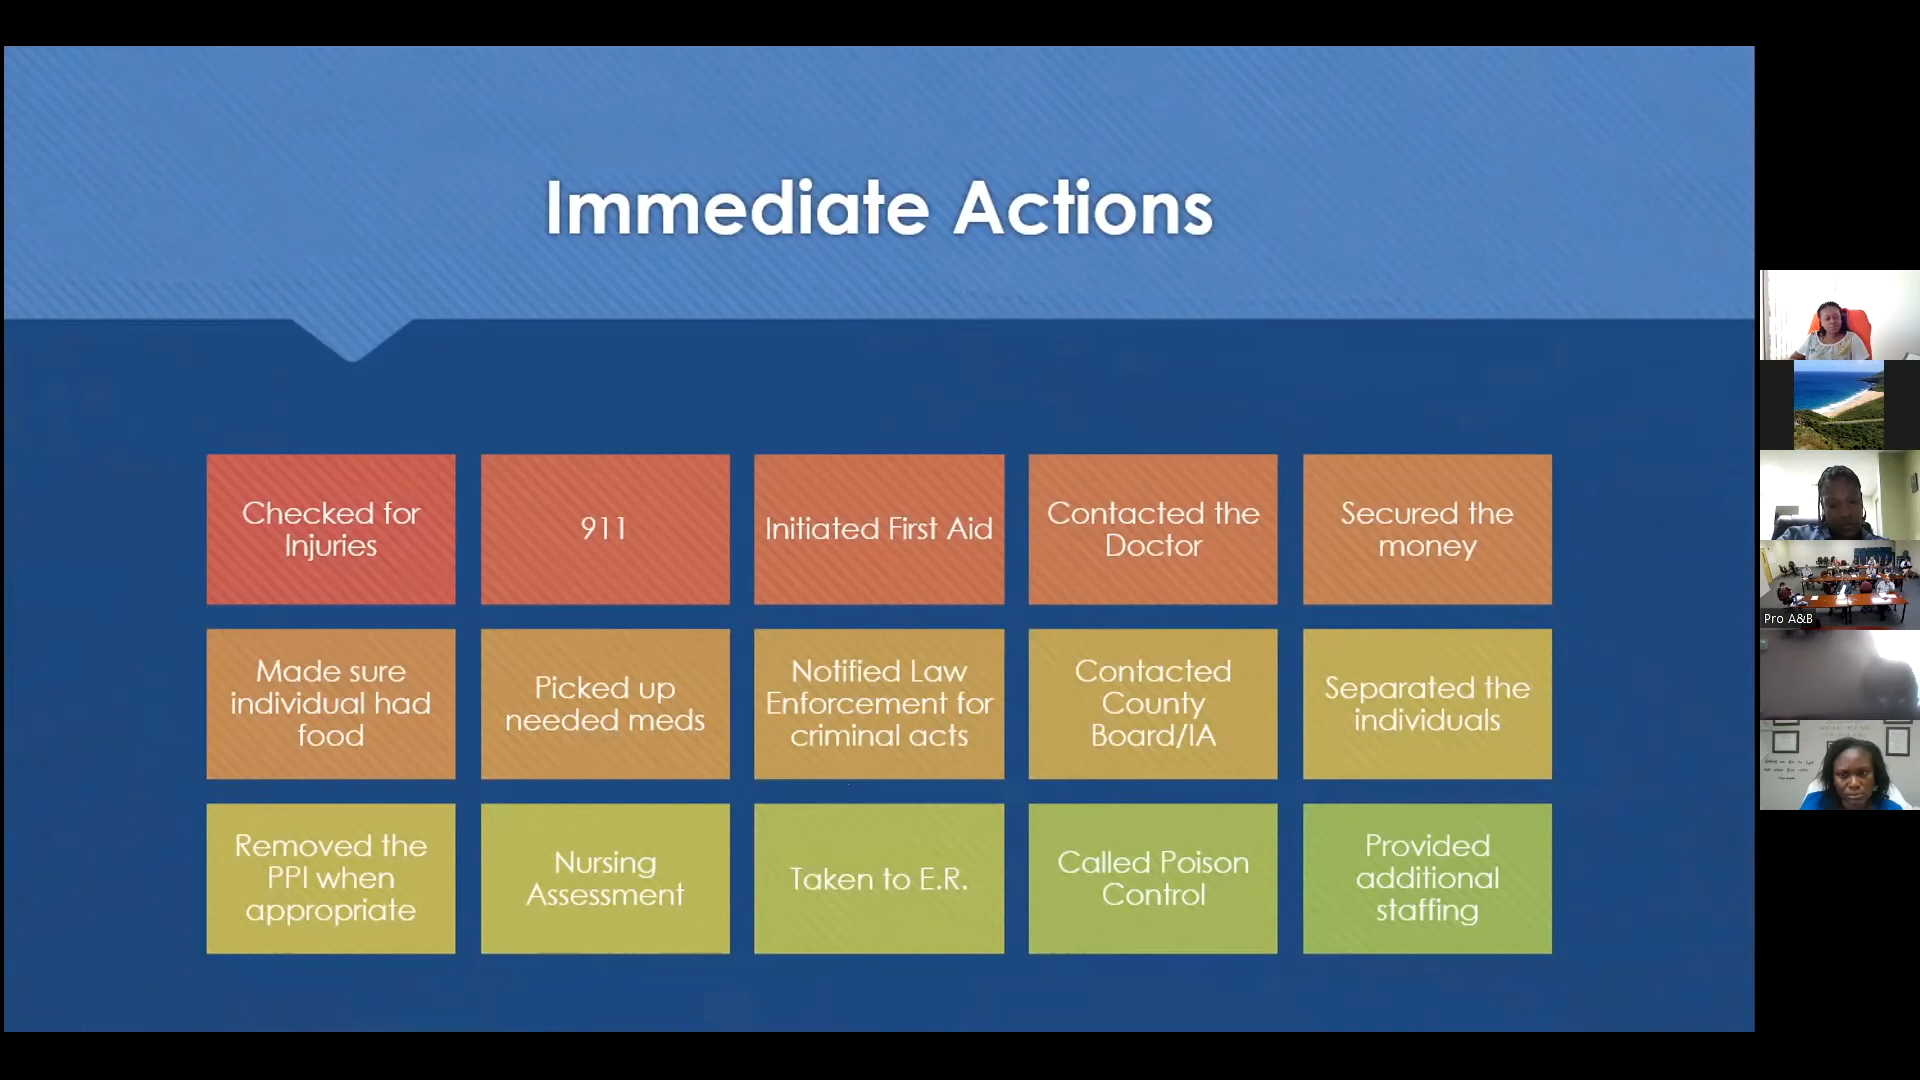 Immediate Actions
Checked for
Injuries
911
Initiated First Aid
Contacted the
Doctor
Secured the
money
Made sure
individual had
food
Picked up
needed meds
Notified Law
Enforcement for
criminal acts
Contacted
County
Board/IA
Separated the
individuals
Removed the
PPI when
appropriate
Nursing
Assessment
Taken to E.R.
Called Poison
Control
Provided
additional
staffing
Pro A&B